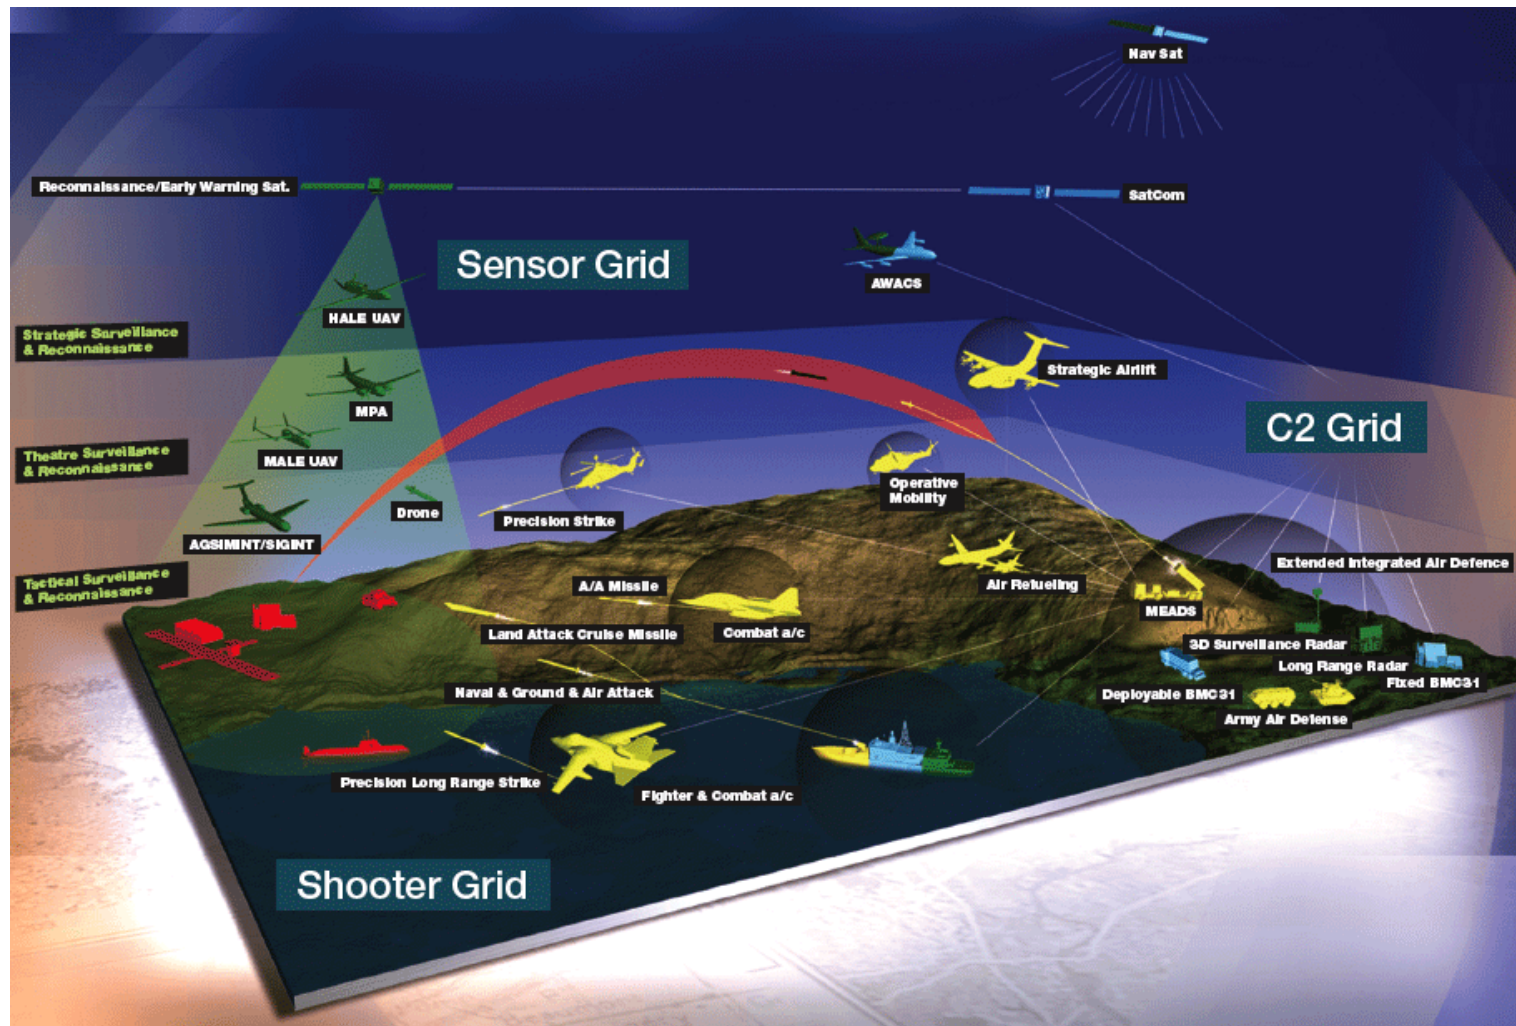 Nav Sat
Reconnaissance/Early Warning Sat.
SatCom
Sensor Grid
AWACS
HALE UAV
Strategic Surveillance
& Reconnaissance
Strategic Airlift
MPA
C2 Grid
Theatre Surveillance
& Reconnaissance
MALE UAV
Operative
Mobility
Drone
Precision Strike
AGSIMINT/SIGINT
Extended Integrated Air Defence
Tactical Surveillance
& Reconnaissance
A/A Missile
Air Refueling
MEADS
Land Attack Cruise Missile
Combat a/c
3D Surveillance Radar
Long Range Radar
Fixed BMC31
Naval & Ground & Air Attack
Deployable BMC31
Army Air Defense
Precision Long Range Strike
Fighter & Combat a/c
Shooter Grid